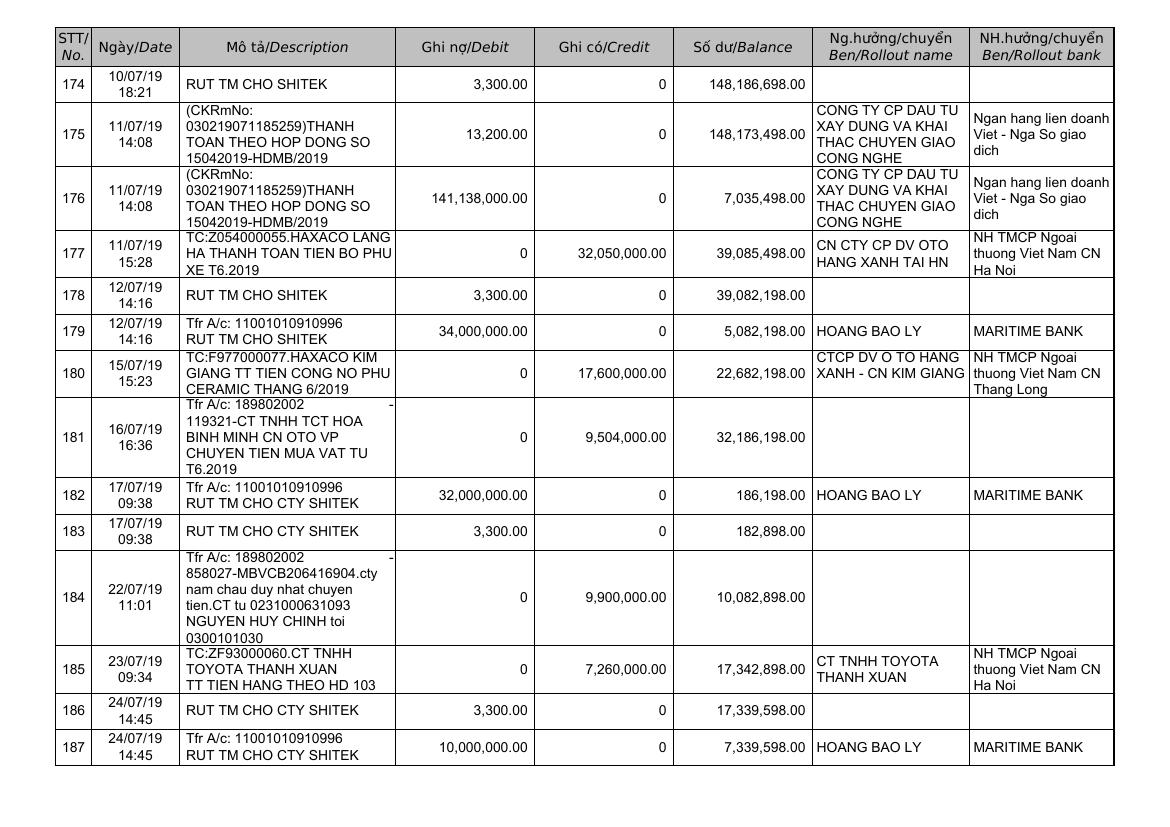 STT/ No. Ngày/Date Mô tả/Description Ghi nợ/Debit Ghi có/Credit Số dư/Balance Ng.hưởng/chuyển Ben/Rollout name NH.hưởng/chuyển Ben/Rollout bank
174 10/07/19 18:21 RUT TM CHO SHITEK 3,300.00 0 148,186,698.00
175 11/07/19 14:08
(CKRmNo:
030219071185259)THANH
TOAN THEO HOP DONG SO
15042019-HDMB/2019
13,200.00 0 148,173,498.00
CONG TY CP DAU TU
XAY DUNG VA KHAI
THAC CHUYEN GIAO
CONG NGHE
Ngan hang lien doanh
Viet - Nga So giao
dich
176 11/07/19 14:08
(CKRmNo:
030219071185259)THANH
TOAN THEO HOP DONG SO
15042019-HDMB/2019
141,138,000.00 0 7,035,498.00
CONG TY CP DAU TU
XAY DUNG VA KHAI
THAC CHUYEN GIAO
CONG NGHE
Ngan hang lien doanh
Viet - Nga So giao
dich
177 11/07/19 15:28
TC:Z054000055.HAXACO LANG
HA THANH TOAN TIEN BO PHU
XE T6.2019
0 32,050,000.00 39,085,498.00
CN CTY CP DV OTO
HANG XANH TAI HN
NH TMCP Ngoai
thuong Viet Nam CN
Ha Noi
178 12/07/19 14:16 RUT TM CHO SHITEK 3,300.00 0 39,082,198.00
179 12/07/19 14:16
Tfr A/c: 11001010910996
RUT TM CHO SHITEK
34,000,000.00 0 5,082,198.00 HOANG BAO LY MARITIME BANK
180 15/07/19 15:23
TC:F977000077.HAXACO KIM
GIANG TT TIEN CONG NO PHU
CERAMIC THANG 6/2019
0 17,600,000.00 22,682,198.00
CTCP DV O TO HANG
XANH - CN KIM GIANG
NH TMCP Ngoai
thuong Viet Nam CN
Thang Long
181 16/07/19 16:36
Tfr A/c: 189802002 -
119321-CT TNHH TCT HOA
BINH MINH CN OTO VP
CHUYEN TIEN MUA VAT TU
T6.2019
0 9,504,000.00 32,186,198.00
182 17/07/19 09:38
Tfr A/c: 11001010910996
RUT TM CHO CTY SHITEK
32,000,000.00 0 186,198.00 HOANG BAO LY MARITIME BANK
183 17/07/19 09:38 RUT TM CHO CTY SHITEK 3,300.00 0 182,898.00
184 22/07/19 11:01
Tfr A/c: 189802002 -
858027-MBVCB206416904.cty
nam chau duy nhat chuyen
tien.CT tu 0231000631093
NGUYEN HUY CHINH toi
0300101030
0 9,900,000.00 10,082,898.00
185 23/07/19 09:34
TC:ZF93000060.CT TNHH
TOYOTA THANH XUAN
TT TIEN HANG THEO HD 103
0 7,260,000.00 17,342,898.00
CT TNHH TOYOTA
THANH XUAN
NH TMCP Ngoai
thuong Viet Nam CN
Ha Noi
186 24/07/19 14:45 RUT TM CHO CTY SHITEK 3,300.00 0 17,339,598.00
187 24/07/19 14:45
Tfr A/c: 11001010910996
RUT TM CHO CTY SHITEK
10,000,000.00 0 7,339,598.00 HOANG BAO LY MARITIME BANK